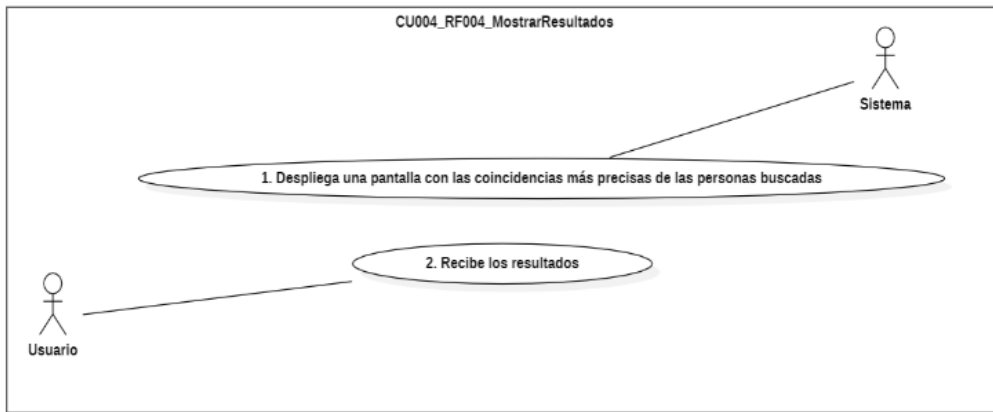 CU004_RF004_MostrarResultados
Sistema
1. Despliega una pantalla con las coincidencias más precisas de las personas buscadas
2. Recibe los resultados
Usuario